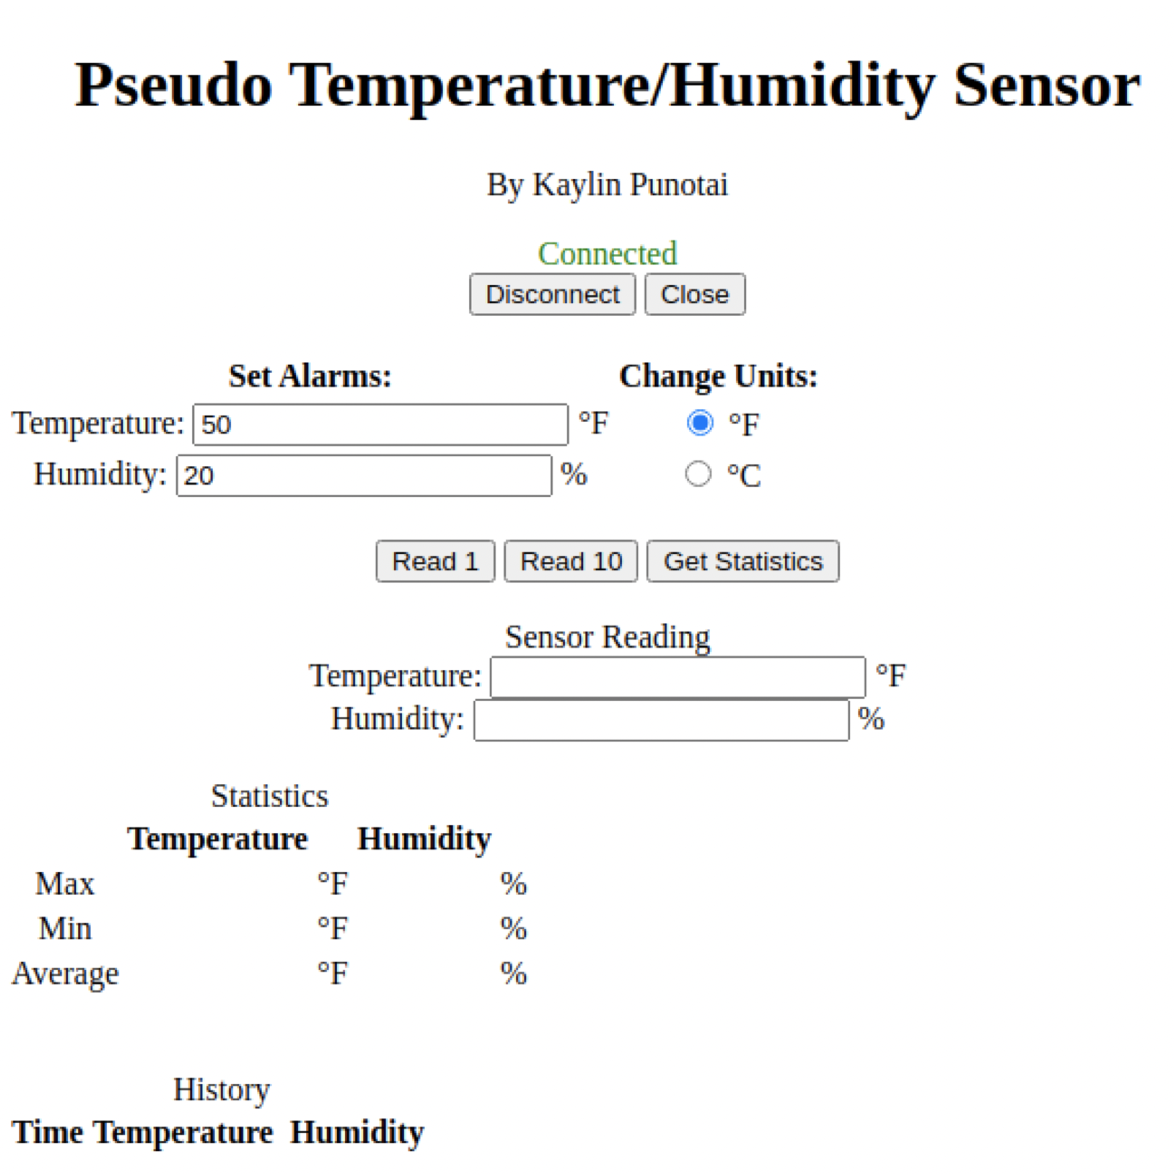 Pseudo Temperature/Humidity Sensor
By Kaylin Punotai
Connected
Disconnect Close
Set Alarms: Change Units:
Temperature: 50 °F °F
Humidity: 20 % °C
Read 1 Read 10 Get Statistics
Sensor Reading
Temperature: °F
Humidity: %
Statistics
Temperature Humidity
Max °F %
Min °F %
Average °F %
History
Time Temperature Humidity